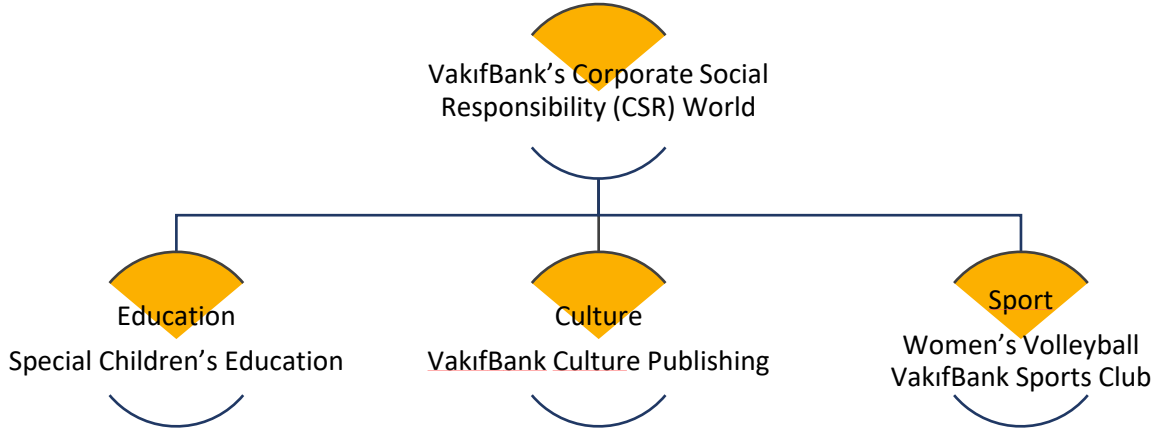 VakıfBank’s Corporate Social
Responsibility (CSR) World
Education
Special Children’s Education
Culture
VakıfBank Culture Publishing
Sport
Women’s Volleyball
VakıfBank Sports Club